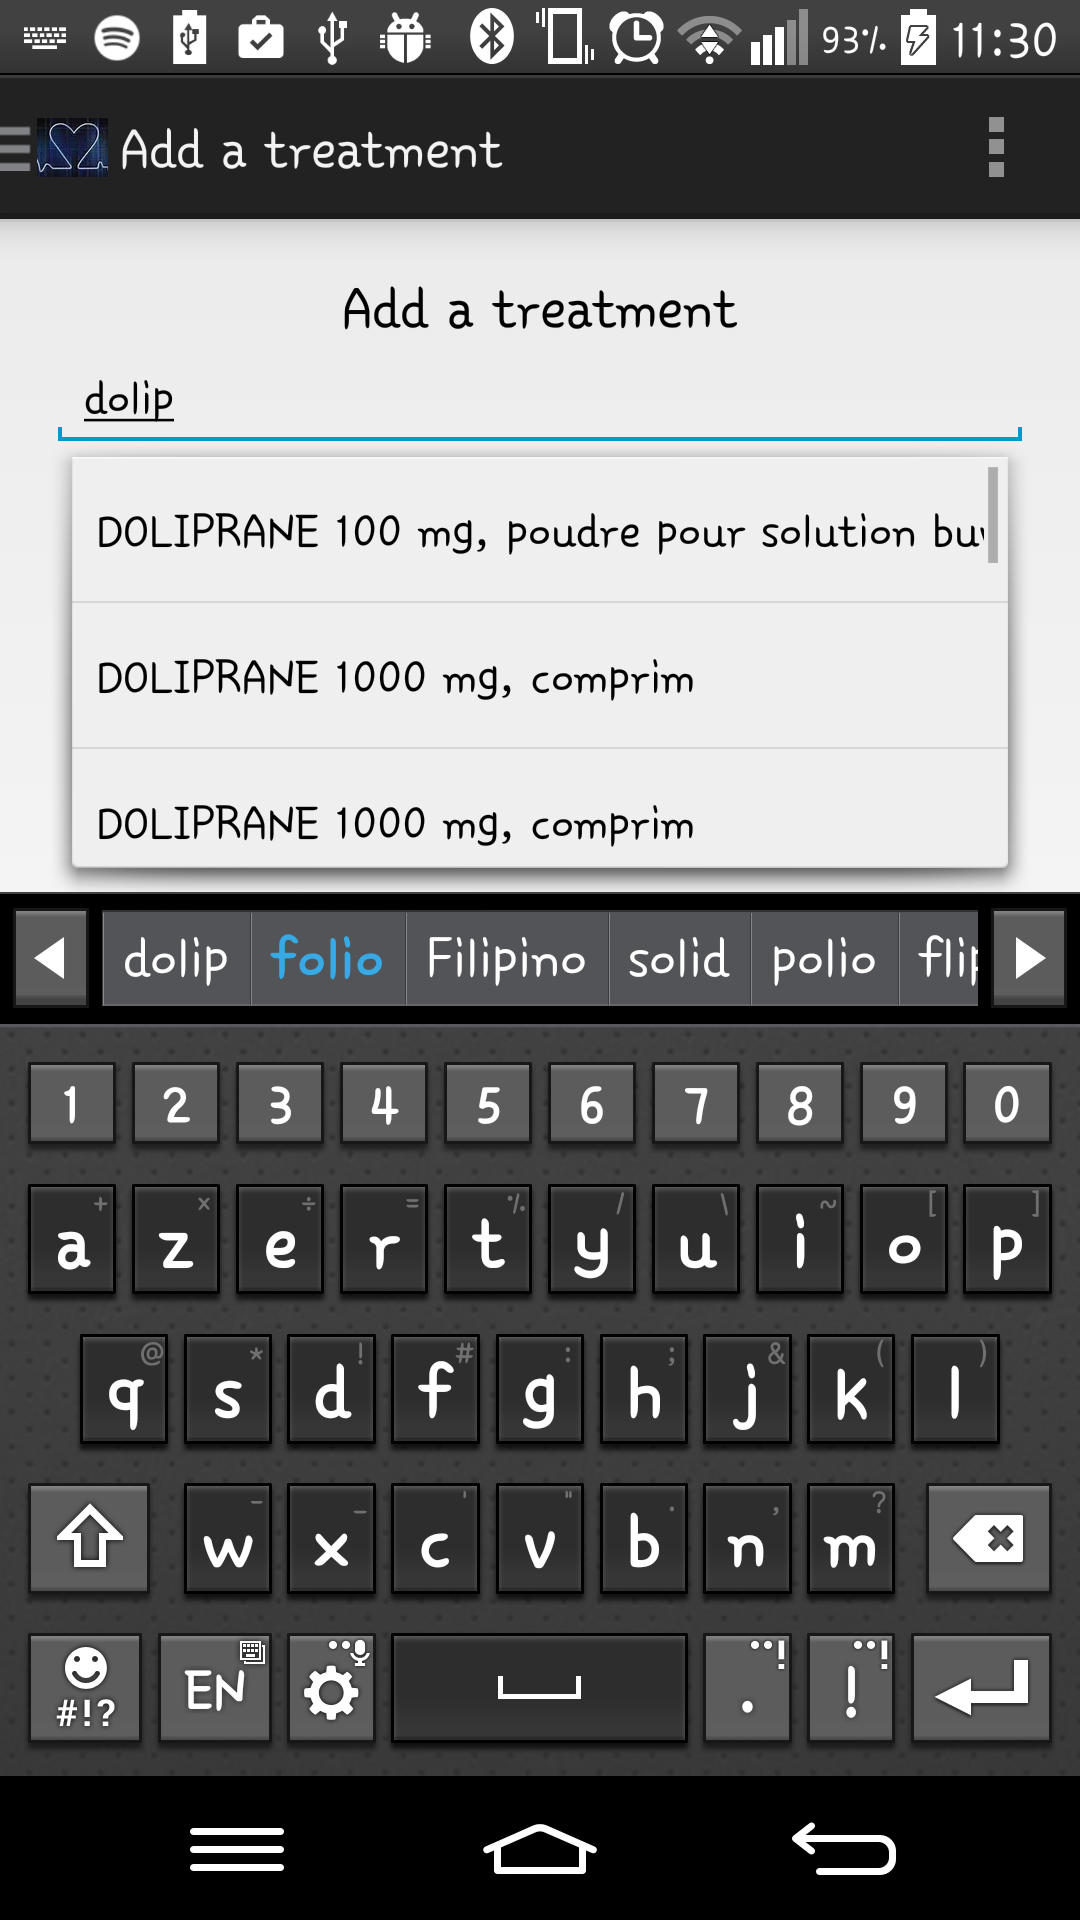 93% 11:30
Add a treatment
Add a treatment
dolip
DOLIPRANE 100 mg, poudre pour solution buv
DOLIPRANE 1000 mg, comprim
DOLIPRANE 1000 mg, comprim
dolip folio Filipino solid polio flip
1 2 3 4 5 6 7 8 9 0
+ × ÷ = % / \ ~ [ ]
a z e r t y u i o p
@ * ! # : ; & ( )
q s d f g h j k l
- _ ' " . , ?
w x c v b n m
#!? EN . !